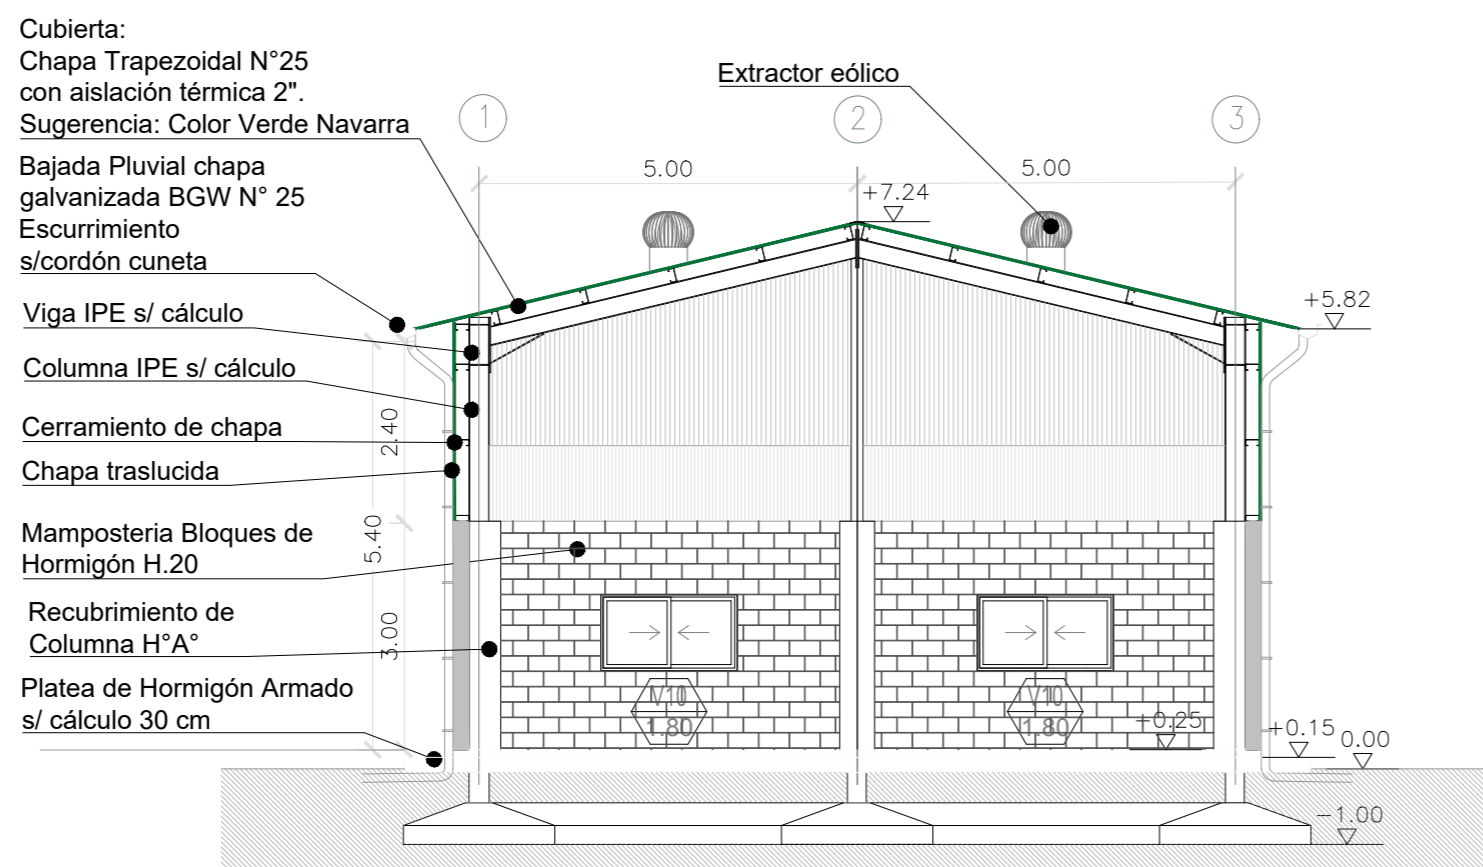 Cubierta:
Chapa Trapezoidal N°25
con aislación térmica 2".
Sugerencia: Color Verde Navarra
Bajada Pluvial chapa
galvanizada BGW N° 25
Escurrimiento
s/cordón cuneta
Viga IPE s/ cálculo
Columna IPE s/ cálculo
Cerramiento de chapa
Chapa traslucida
Mamposteria Bloques de
Hormigón H.20
Recubrimiento de
Columna H°A°
Platea de Hormigón Armado
s/ cálculo 30 cm
Extractor eólico
1
2
3
5.00
5.00
+7.24
+5.82
2.40
5.40
3.00
V10
1.80
V10
1.80
+0.25
+0.15
0.00
-1.00